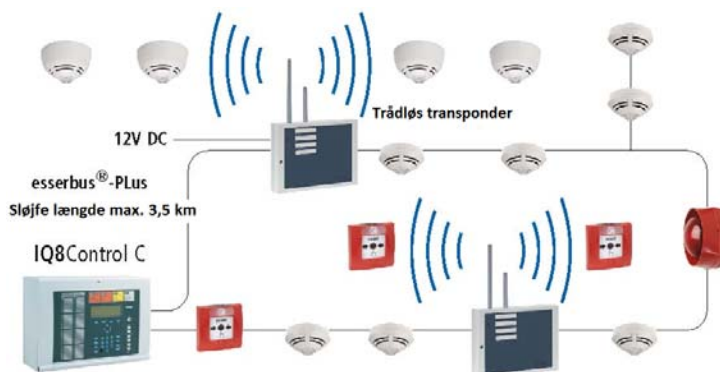 Trådløs transponder
12V DC
esserbus®-PLus
Sløjfe længde max. 3,5 km
IQ8Control C